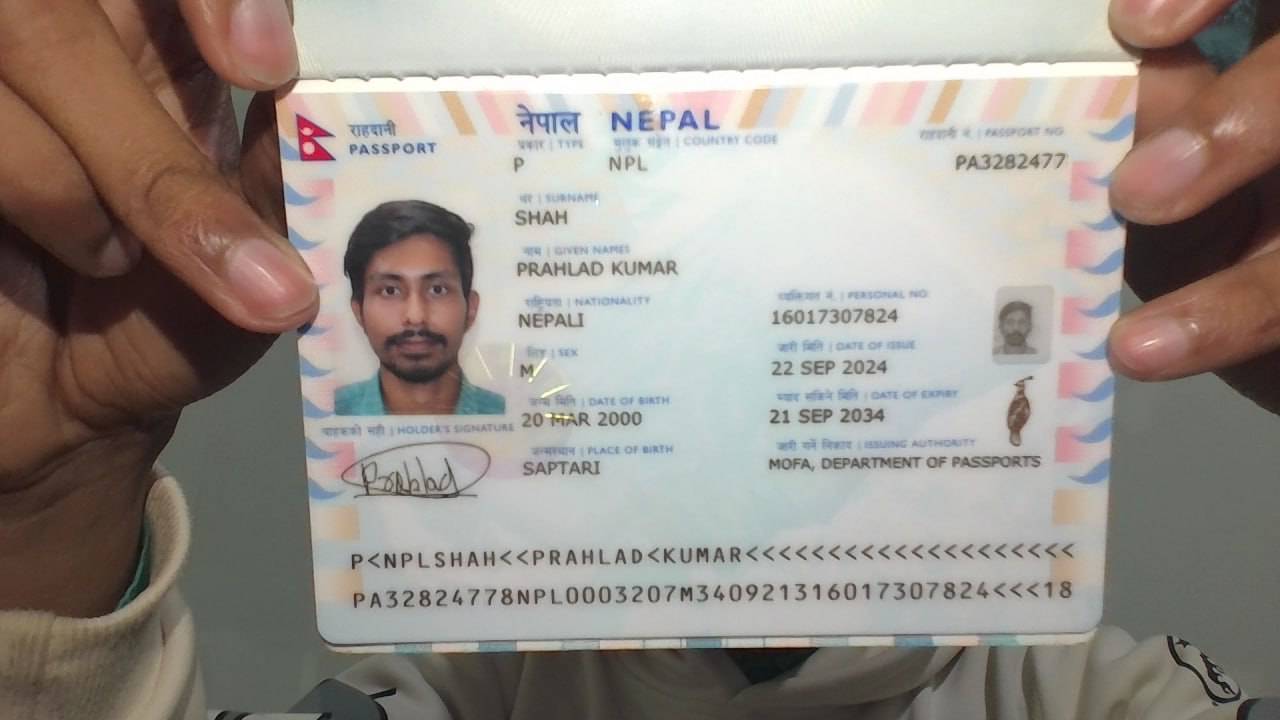 राहदानी
PASSPORT
नेपाल NEPAL
प्रकार | TYPE
| COUNTRY CODE
राहदानी नं. | PASSPORT NO.
P
NPL
PA3282477
थर | SURNAME
SHAH
नाम | GIVEN NAMES
PRAHLAD KUMAR
राष्ट्रियता | NATIONALITY
NEPALI
व्यक्तिगत नं. | PERSONAL NO.
16017307824
लिङ्ग | SEX
M
जारी मिति | DATE OF ISSUE
22 SEP 2024
जन्म मिति | DATE OF BIRTH
20 MAR 2000
म्याद सकिने मिति | DATE OF EXPIRY
21 SEP 2034
वाहकको सही | HOLDER'S SIGNATURE
Prahlad
जन्मस्थान | PLACE OF BIRTH
SAPTARI
जारी गर्ने निकाय | ISSUING AUTHORITY
MOFA, DEPARTMENT OF PASSPORTS
P<NPLSHAH<<PRAHLAD<KUMAR<<<<<<<<<<<<<<<<<<<<
PA32824778NPL0003207M34092131601730​7824<<<18